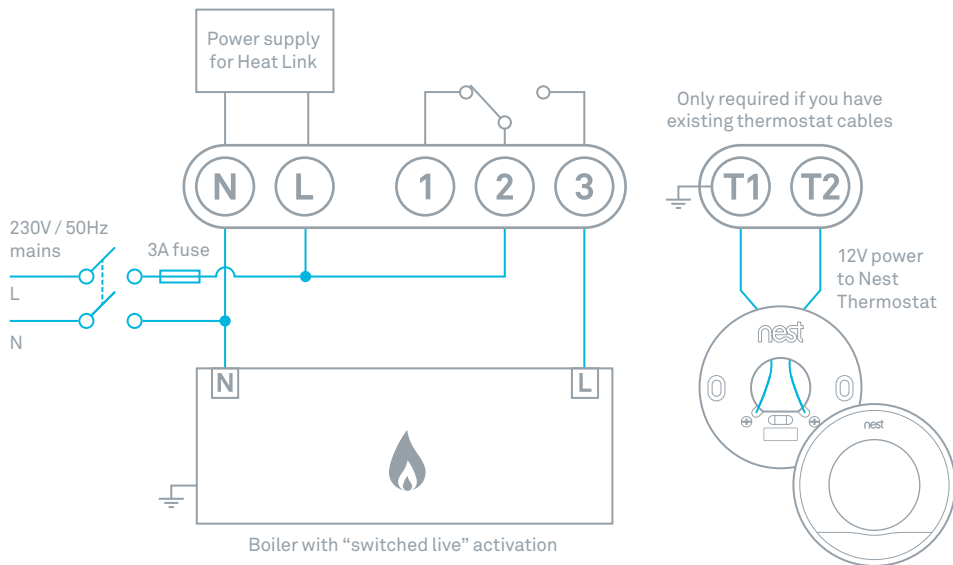 Power supply
for Heat Link
Only required if you have
existing thermostat cables
N L 1 2 3
T1 T2
230V / 50Hz
mains
3A fuse
L
N
12V power
to Nest
Thermostat
nest
N L
nest
Boiler with “switched live” activation